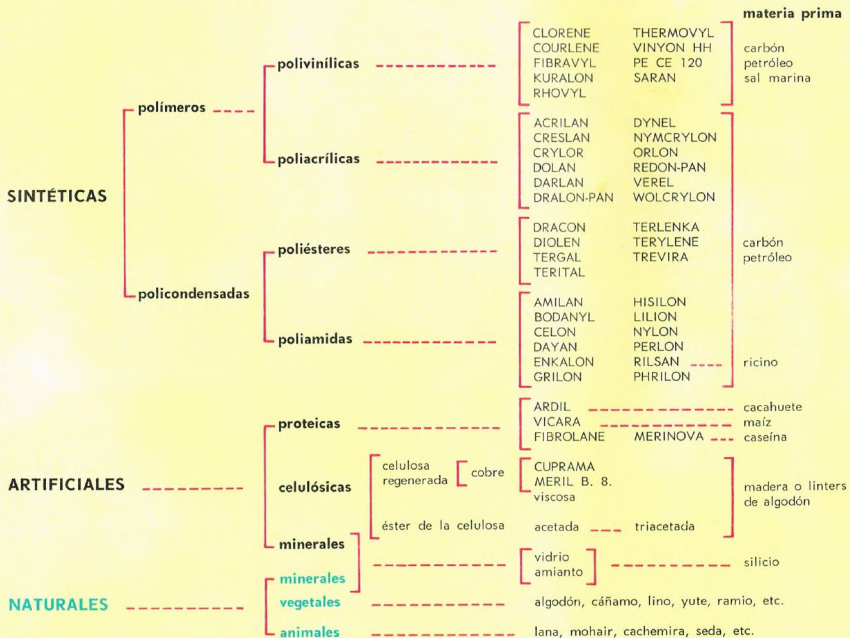 materia prima
CLORENE THERMOVYL
COURLENE VINYON HH carbón
polivinílicas FIBRAVYL PE CE 120 petróleo
KURALON SARAN sal marina
RHOVYL
polímeros
ACRILAN DYNEL
CRESLAN NYMCRYLON
CRYLOR ORLON
poliacrílicas DOLAN REDON-PAN
DARLAN VEREL
SINTÉTICAS DRALON-PAN WOLCRYLON
DRACON TERLENKA
DIOLEN TERYLENE carbón
poliésteres TERGAL TREVIRA petróleo
TERITAL
policondensadas
AMILAN HISILON
BODANYL LILION
CELON NYLON
poliamidas DAYAN PERLON
ENKALON RILSAN ricino
GRILON PHRILON
ARDIL cacahuete
proteicas VICARA maíz
FIBROLANE MERINOVA caseína
celulosa cobre CUPRAMA
regenerada MERIL B. 8.
ARTIFICIALES celulósicas viscosa madera o linters
de algodón
éster de la celulosa acetada triacetada
minerales
vidrio
minerales amianto silicio
NATURALES vegetales algodón, cáñamo, lino, yute, ramio, etc.
animales lana, mohair, cachemira, seda, etc.